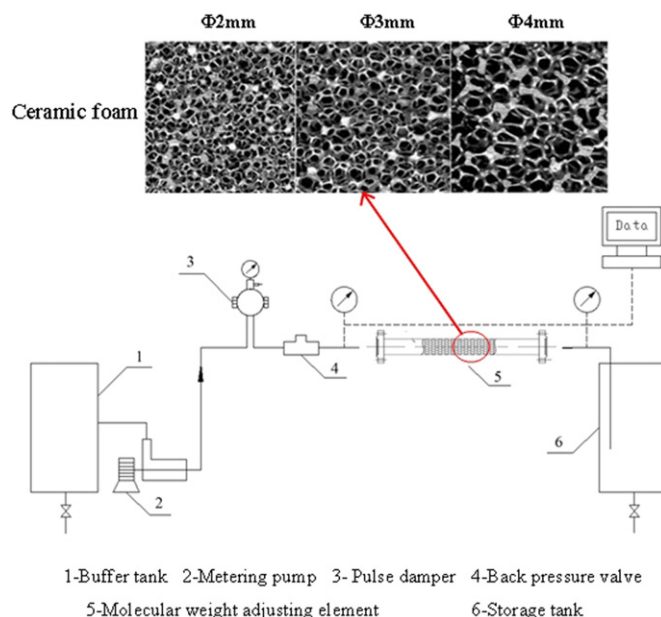 Φ2mm Φ3mm Φ4mm
Ceramic foam
Data
3
1
4
5
6
2
1-Buffer tank 2-Metering pump 3- Pulse damper 4-Back pressure valve
5-Molecular weight adjusting element 6-Storage tank